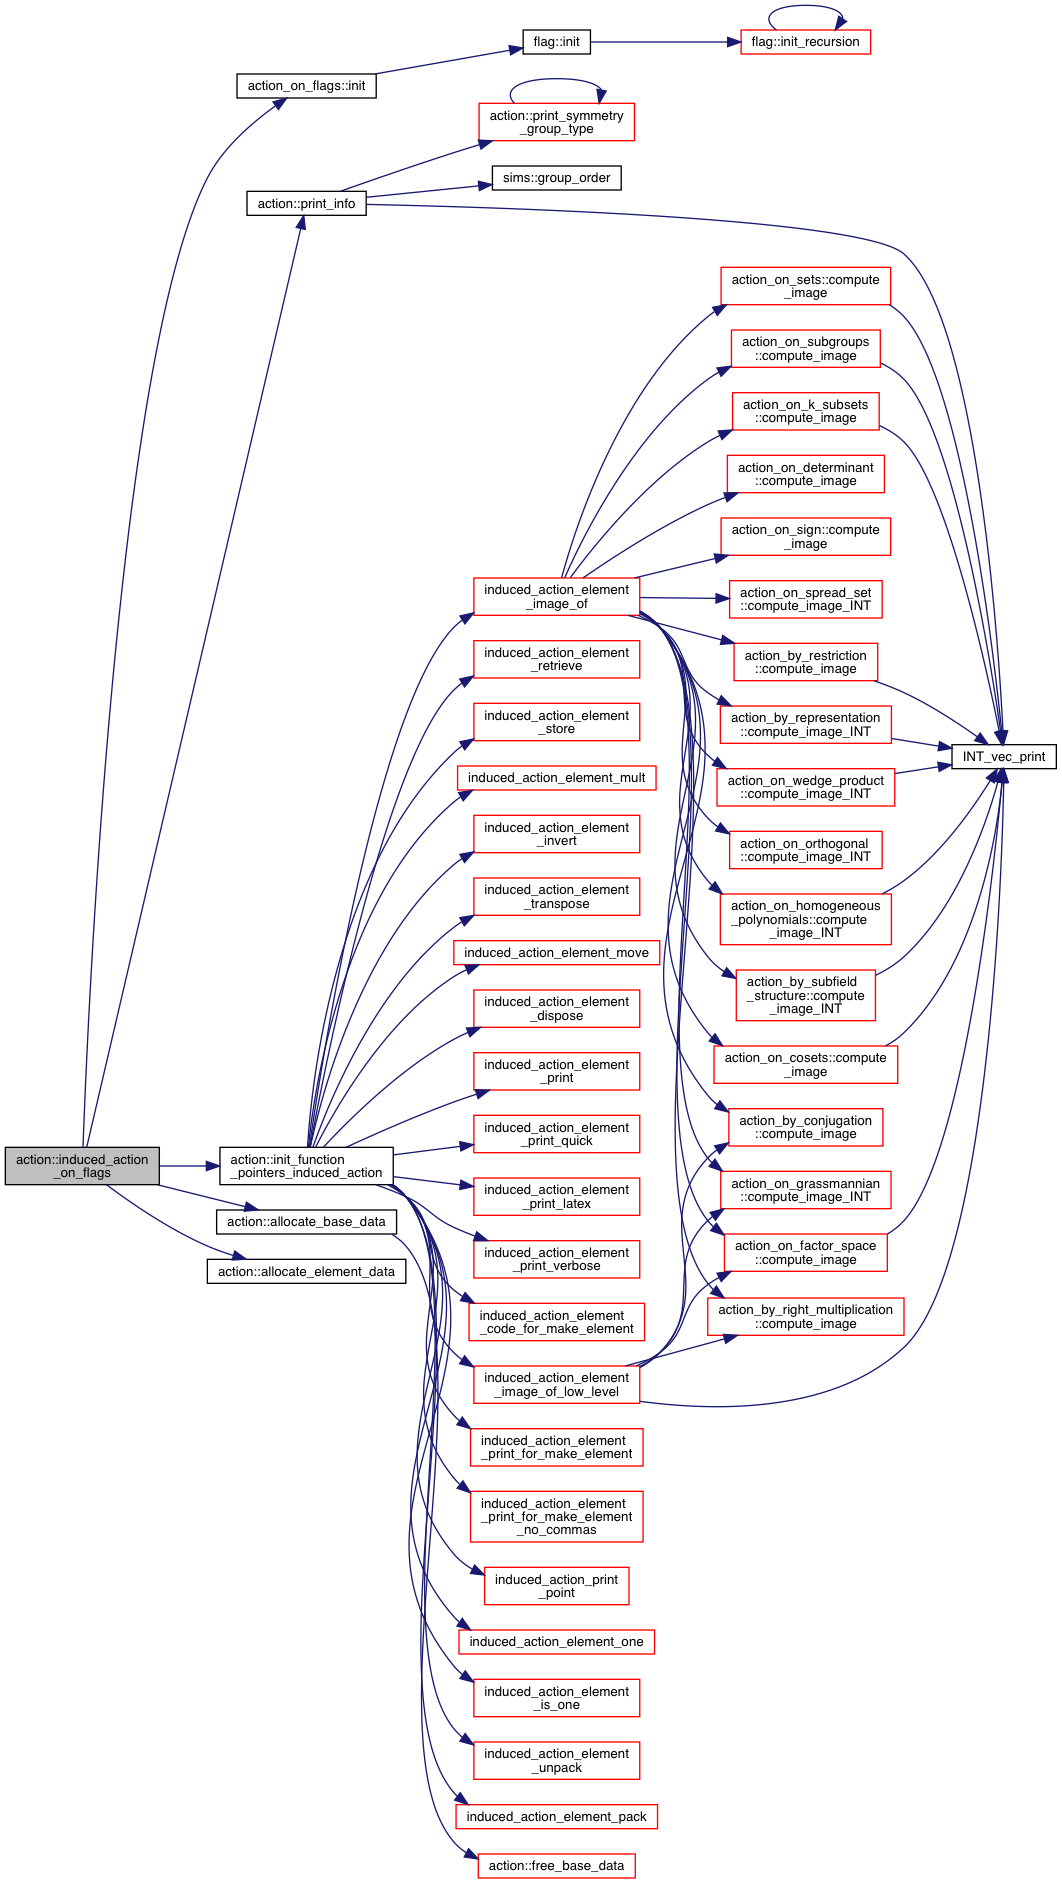 flag::init
flag::init_recursion
action_on_flags::init
action::print_symmetry
_group_type
sims::group_order
action::print_info
action_on_sets::compute
_image
action_on_subgroups
::compute_image
action_on_k_subsets
::compute_image
action_on_determinant
::compute_image
action_on_sign::compute
_image
induced_action_element
_image_of
action_on_spread_set
::compute_image_INT
induced_action_element
_retrieve
action_by_restriction
::compute_image
induced_action_element
_store
action_by_representation
::compute_image_INT
INT_vec_print
induced_action_element_mult
action_on_wedge_product
::compute_image_INT
induced_action_element
_invert
action_on_orthogonal
::compute_image_INT
induced_action_element
_transpose
action_on_homogeneous
_polynomials::compute
_image_INT
induced_action_element_move
action_by_subfield
_structure::compute
_image_INT
induced_action_element
_dispose
induced_action_element
_print
action_on_cosets::compute
_image
induced_action_element
_print_quick
action_by_conjugation
::compute_image
action::induced_action
_on_flags
action::init_function
_pointers_induced_action
induced_action_element
_print_latex
action_on_grassmannian
::compute_image_INT
action::allocate_base_data
induced_action_element
_print_verbose
action_on_factor_space
::compute_image
action::allocate_element_data
induced_action_element
_code_for_make_element
action_by_right_multiplication
::compute_image
induced_action_element
_image_of_low_level
induced_action_element
_print_for_make_element
induced_action_element
_print_for_make_element
_no_commas
induced_action_print
_point
induced_action_element_one
induced_action_element
_is_one
induced_action_element
_unpack
induced_action_element_pack
action::free_base_data